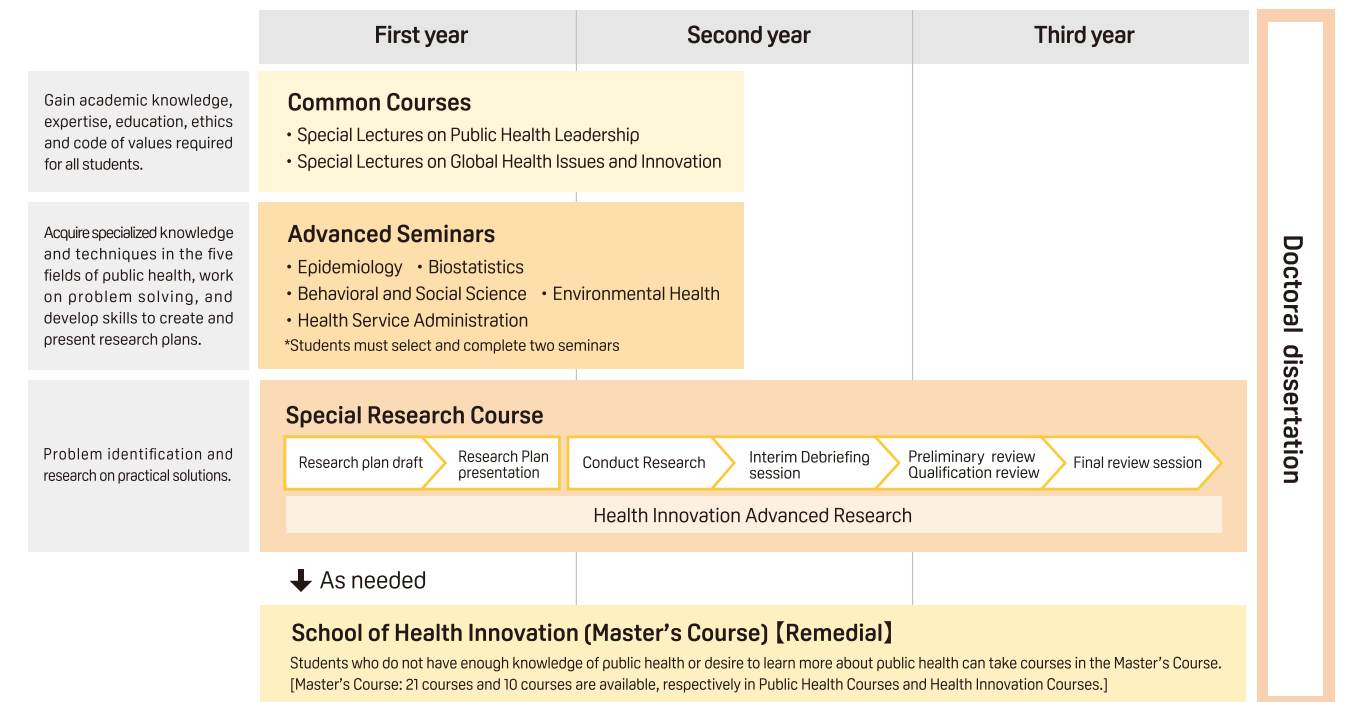 First year
Second year
Third year
Gain academic knowledge,
expertise, education, ethics
and code of values required
for all students.
Common Courses
・Special Lectures on Public Health Leadership
・Special Lectures on Global Health Issues and Innovation
Acquire specialized knowledge
and techniques in the five
fields of public health, work
on problem solving, and
develop skills to create and
present research plans.
Advanced Seminars
・Epidemiology ・Biostatistics
・Behavioral and Social Science ・Environmental Health
・Health Service Administration
*Students must select and complete two seminars
Problem identification and
research on practical solutions.
Special Research Course
Research plan draft
Research Plan
presentation
Conduct Research
Interim Debriefing
session
Preliminary review
Qualification review
Final review session
Health Innovation Advanced Research
As needed
School of Health Innovation (Master's Course)【Remedial】
Students who do not have enough knowledge of public health or desire to learn more about public health can take courses in the Master's Course.
[Master's Course: 21 courses and 10 courses are available, respectively in Public Health Courses and Health Innovation Courses.]
Doctoral dissertation